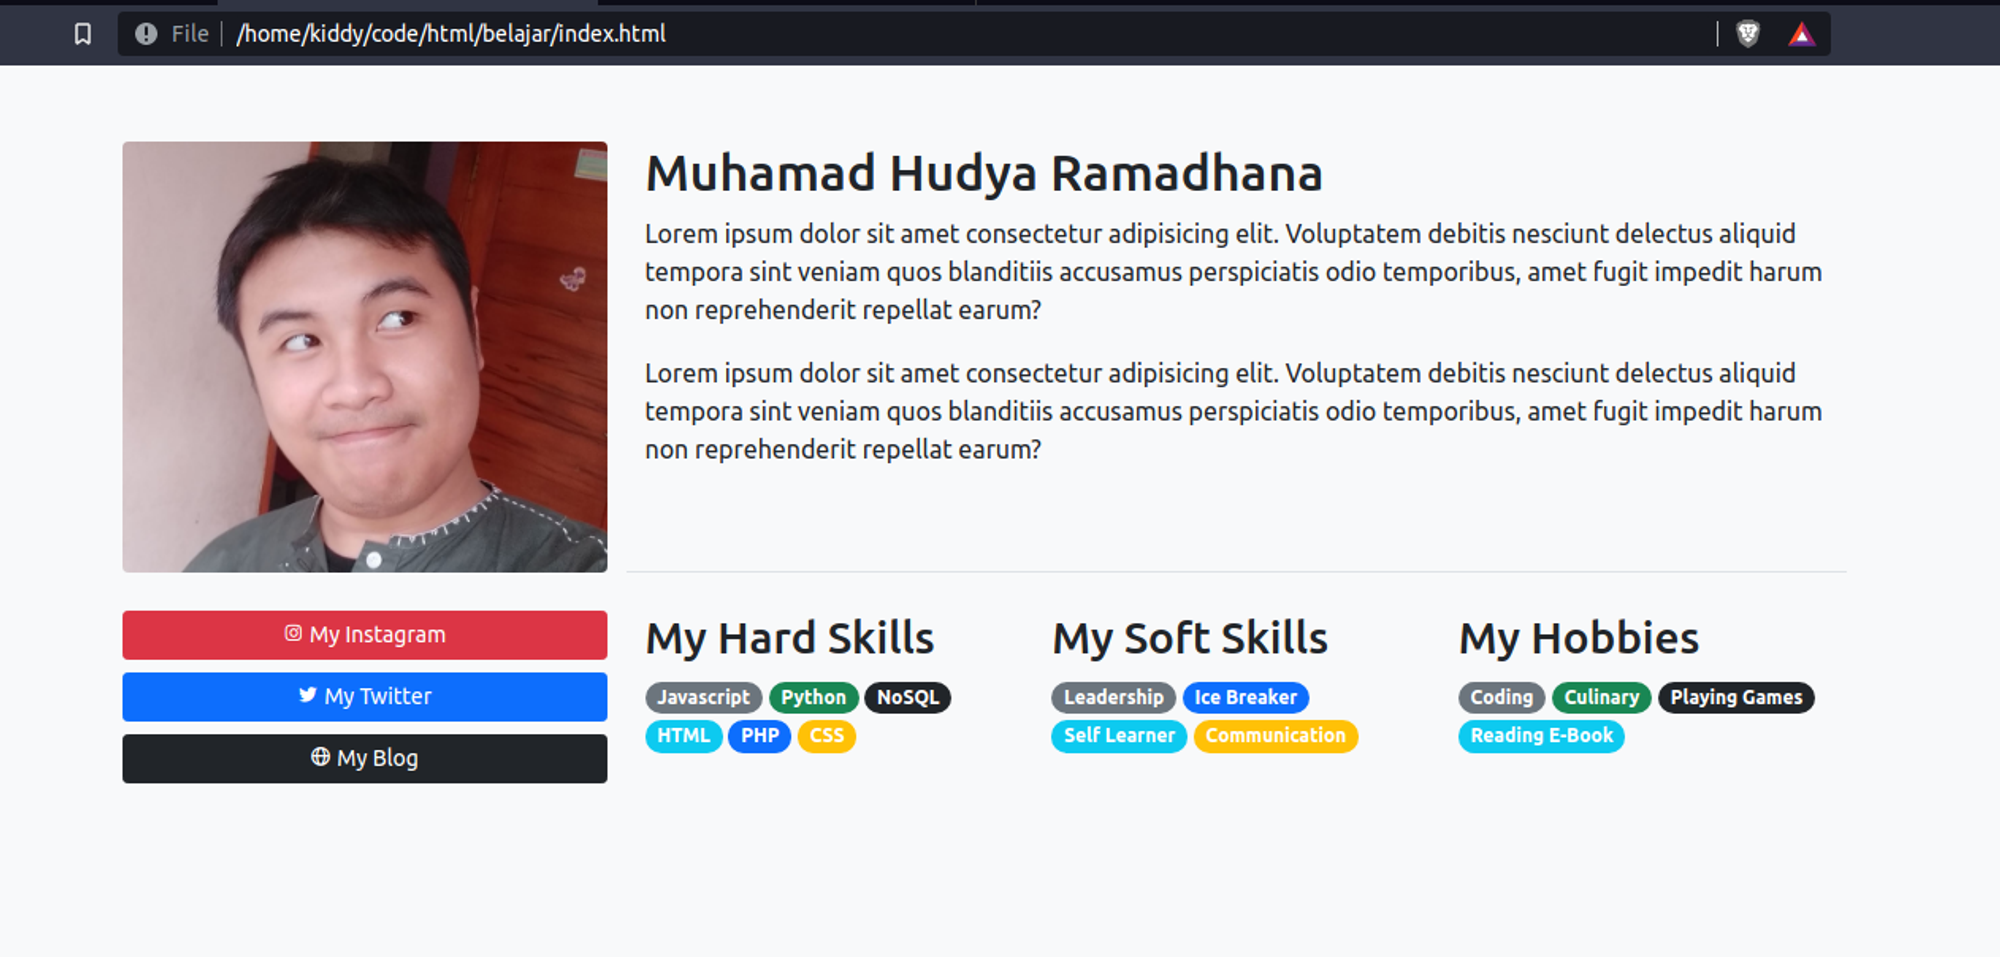 File | /home/kiddy/code/html/belajar/index.html
Muhamad Hudya Ramadhana
Lorem ipsum dolor sit amet consectetur adipisicing elit. Voluptatem debitis nesciunt delectus aliquid
tempora sint veniam quos blanditiis accusamus perspiciatis odio temporibus, amet fugit impedit harum
non reprehenderit repellat earum?
Lorem ipsum dolor sit amet consectetur adipisicing elit. Voluptatem debitis nesciunt delectus aliquid
tempora sint veniam quos blanditiis accusamus perspiciatis odio temporibus, amet fugit impedit harum
non reprehenderit repellat earum?
My Instagram
My Twitter
My Blog
My Hard Skills
Javascript Python NoSQL
HTML PHP CSS
My Soft Skills
Leadership Ice Breaker
Self Learner Communication
My Hobbies
Coding Culinary Playing Games
Reading E-Book